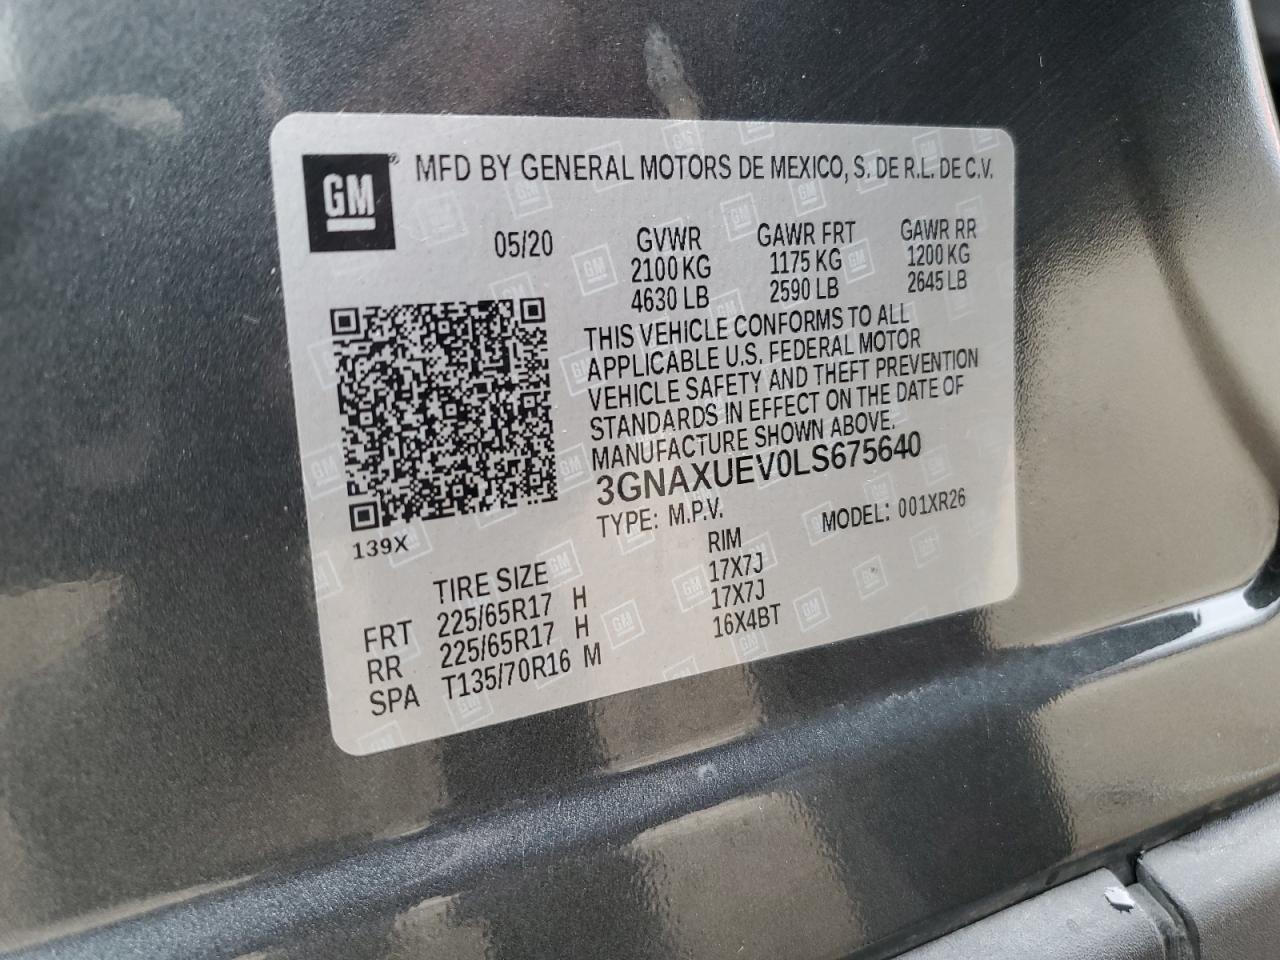 GM® MFD BY GENERAL MOTORS DE MEXICO, S. DE R.L. DE C.V.
05/20
GVWR GAWR FRT GAWR RR
2100 KG 1175 KG 1200 KG
4630 LB 2590 LB 2645 LB
THIS VEHICLE CONFORMS TO ALL
APPLICABLE U.S. FEDERAL MOTOR
VEHICLE SAFETY AND THEFT PREVENTION
STANDARDS IN EFFECT ON THE DATE OF
MANUFACTURE SHOWN ABOVE.
3GNAXUEV0LS675640
TYPE: M.P.V. MODEL: 001XR26
139X
TIRE SIZE RIM
FRT 225/65R17 H 17X7J
RR 225/65R17 H 17X7J
SPA T135/70R16 M 16X4BT